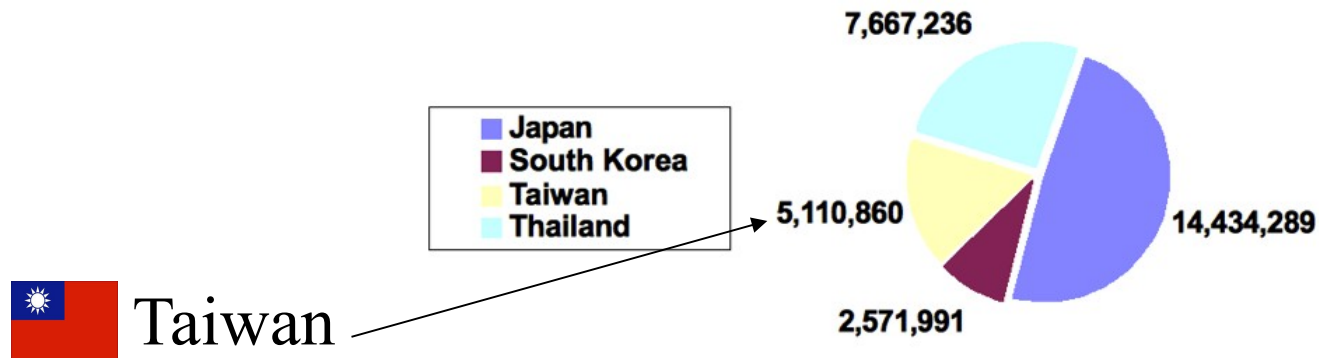 7,667,236
Japan
South Korea
Taiwan
Thailand
5,110,860
14,434,289
2,571,991
Taiwan